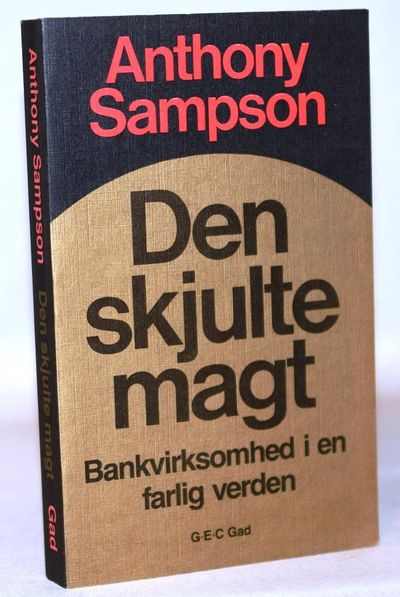 Anthony
Sampson
Den
skjulte
magt
Bankvirksomhed i en
farlig verden
G·E·C Gad
Anthony Sampson Den skjulte magt Gad